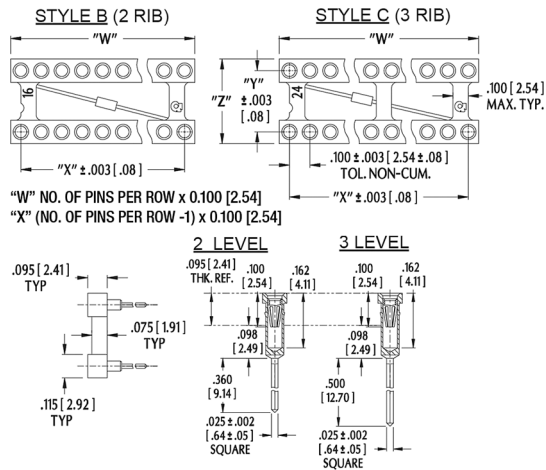 STYLE B (2 RIB)
STYLE C (3 RIB)
"W"
"W"
16
"Z"
"Y"
±.003
[.08]
24
.100 [2.54]
MAX. TYP.
"X" ±.003 [.08]
.100 ±.003 [2.54 ±.08]
TOL. NON-CUM.
"X" ±.003 [.08]
"W" NO. OF PINS PER ROW x 0.100 [2.54]
"X" (NO. OF PINS PER ROW -1) x 0.100 [2.54]
2 LEVEL
3 LEVEL
.095 [2.41]
TYP
.075 [1.91]
TYP
.115 [2.92]
TYP
.095 [2.41]
THK. REF.
.100
[2.54]
.162
[4.11]
.098
[2.49]
.360
[9.14]
.025 ±.002
[.64 ±.05]
SQUARE
.100
[2.54]
.162
[4.11]
.098
[2.49]
.500
[12.70]
.025 ±.002
[.64 ±.05]
SQUARE